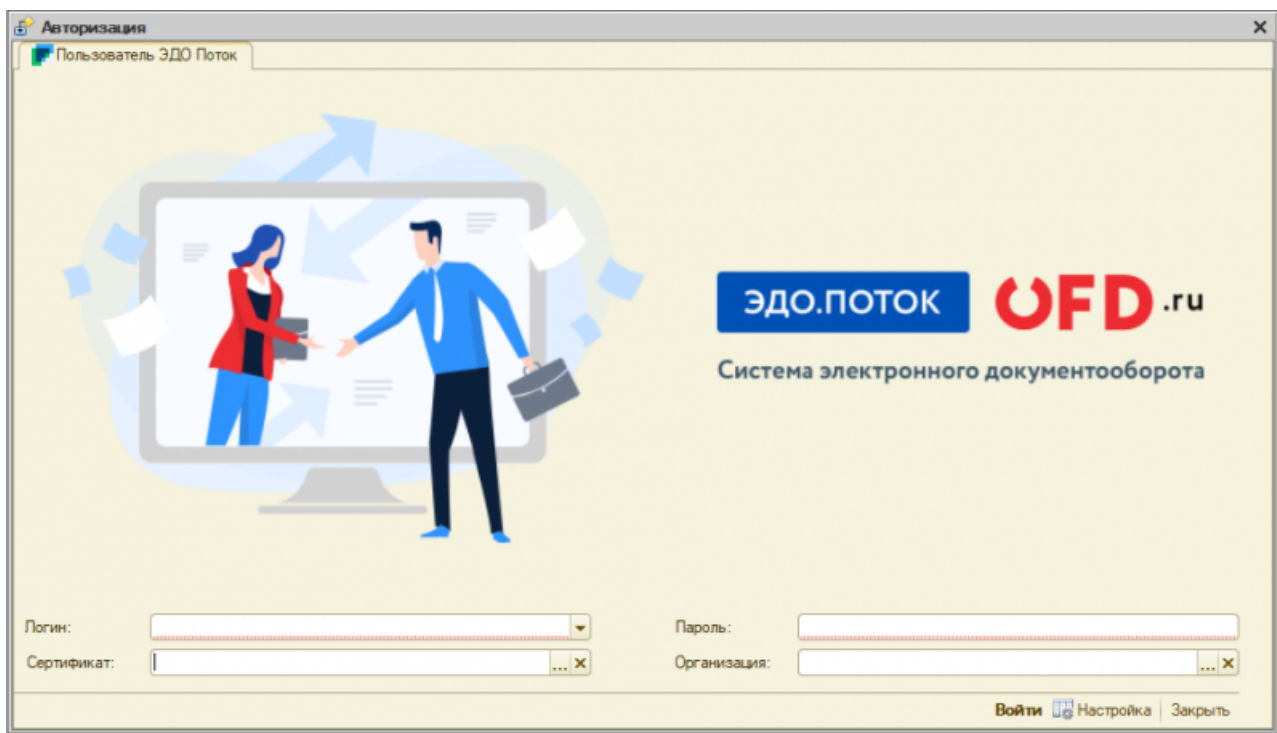 Авторизация
Пользователь ЭДО Поток
ЭДО.ПОТОК OFD.ru
Система электронного документооборота
Логин: Пароль:
Сертификат: ... Организация: ...
Войти Настройка Закрыть